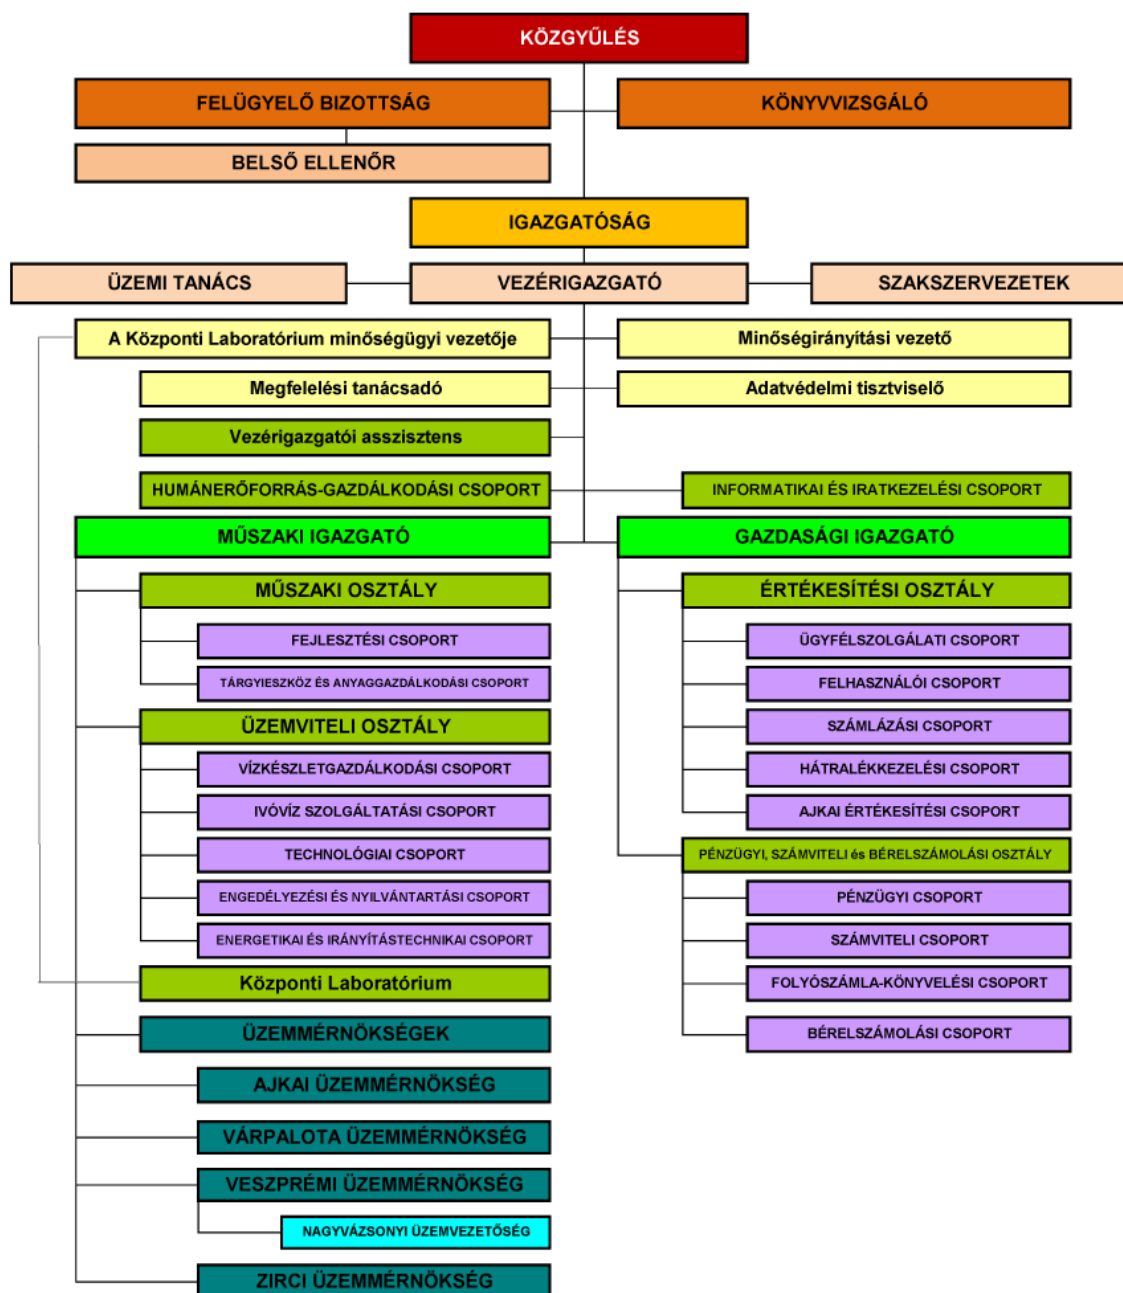 KÖZGYŰLÉS
FELÜGYELŐ BIZOTTSÁG
KÖNYVVIZSGÁLÓ
BELSŐ ELLENŐR
IGAZGATÓSÁG
ÜZEMI TANÁCS
VEZÉRIGAZGATÓ
SZAKSZERVEZETEK
A Központi Laboratórium minőségügyi vezetője
Minőségirányítási vezető
Megfelelési tanácsadó
Adatvédelmi tisztviselő
Vezérigazgatói asszisztens
HUMÁNERŐFORRÁS-GAZDÁLKODÁSI CSOPORT
INFORMATIKAI ÉS IRATKEZELÉSI CSOPORT
MŰSZAKI IGAZGATÓ
GAZDASÁGI IGAZGATÓ
MŰSZAKI OSZTÁLY
FEJLESZTÉSI CSOPORT
TÁRGYIESZKÖZ ÉS ANYAGGAZDÁLKODÁSI CSOPORT
ÜZEMVITELI OSZTÁLY
VÍZKÉSZLETGAZDÁLKODÁSI CSOPORT
IVÓVÍZ SZOLGÁLTATÁSI CSOPORT
TECHNOLÓGIAI CSOPORT
ENGEDÉLYEZÉSI ÉS NYILVÁNTARTÁSI CSOPORT
ENERGETIKAI ÉS IRÁNYÍTÁSTECHNIKAI CSOPORT
Központi Laboratórium
ÜZEMMÉRNÖKSÉGEK
AJKAI ÜZEMMÉRNÖKSÉG
VÁRPALOTA ÜZEMMÉRNÖKSÉG
VESZPRÉMI ÜZEMMÉRNÖKSÉG
NAGYVÁZSONYI ÜZEMVEZETŐSÉG
ZIRCI ÜZEMMÉRNÖKSÉG
ÉRTÉKESÍTÉSI OSZTÁLY
ÜGYFÉLSZOLGÁLATI CSOPORT
FELHASZNÁLÓI CSOPORT
SZÁMLÁZÁSI CSOPORT
HÁTRALÉKKEZELÉSI CSOPORT
AJKAI ÉRTÉKESÍTÉSI CSOPORT
PÉNZÜGYI, SZÁMVITELI és BÉRELSZÁMOLÁSI OSZTÁLY
PÉNZÜGYI CSOPORT
SZÁMVITELI CSOPORT
FOLYÓSZÁMLA-KÖNYVELÉSI CSOPORT
BÉRELSZÁMOLÁSI CSOPORT